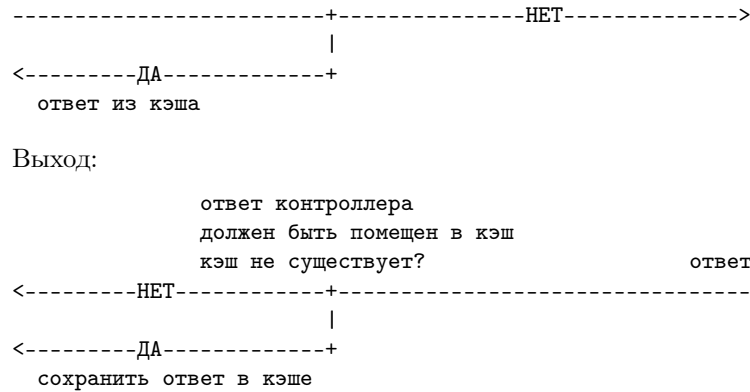 -------------------------+---------------НЕТ-------------->
|
<---------ДА-------------+
ответ из кэша
Выход:
ответ контроллера
должен быть помещен в кэш
кэш не существует? ответ
<---------НЕТ------------+---------------------------------
|
<---------ДА-------------+
сохранить ответ в кэше